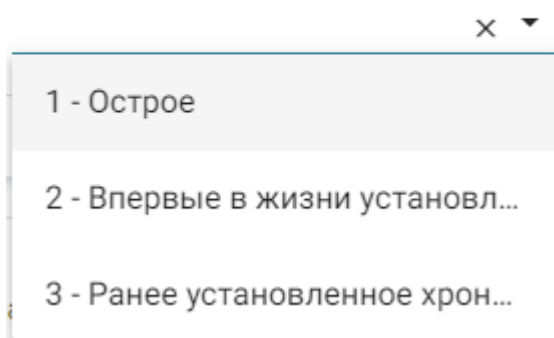 1 - Острое
2 - Впервые в жизни установл...
3 - Ранее установленное хрон...